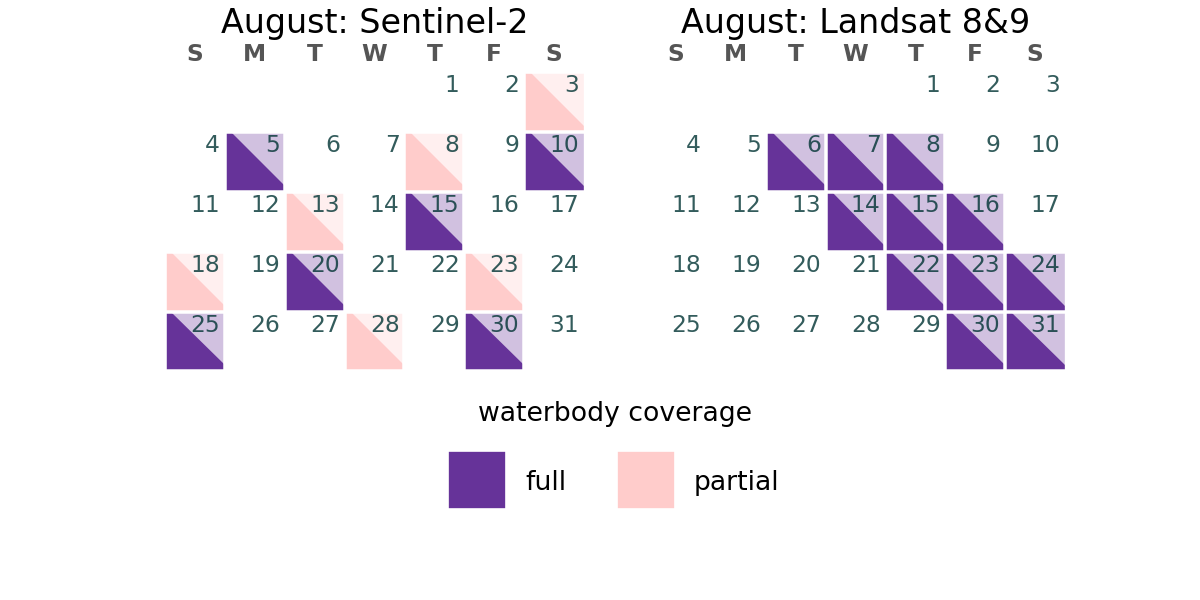 August: Sentinel-2
S M T W T F S
1 2 3
4 5 6 7 8 9 10
11 12 13 14 15 16 17
18 19 20 21 22 23 24
25 26 27 28 29 30 31
August: Landsat 8&9
S M T W T F S
1 2 3
4 5 6 7 8 9 10
11 12 13 14 15 16 17
18 19 20 21 22 23 24
25 26 27 28 29 30 31
waterbody coverage
full
partial